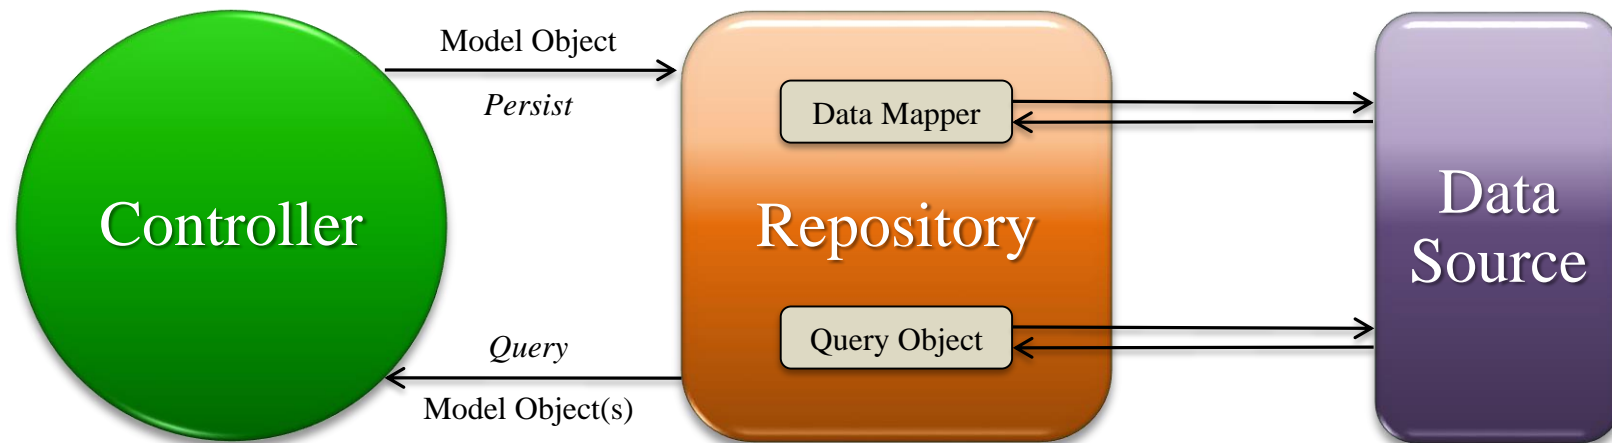 Model Object
Persist
Controller
Query
Model Object(s)
Data Mapper
Repository
Query Object
Data
Source